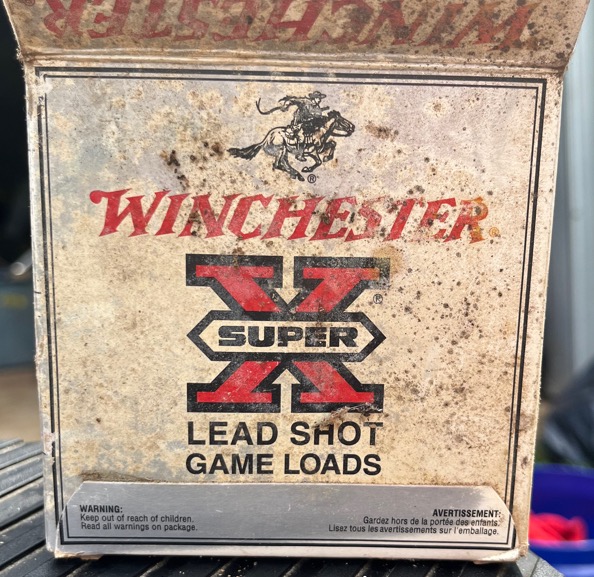 WINCHESTER
®
WINCHESTER®
X ®
SUPER
LEAD SHOT
GAME LOADS
WARNING:
Keep out of reach of children.
Read all warnings on package.
AVERTISSEMENT:
Gardez hors de la portée des enfants.
Lisez tous les avertissements sur l'emballage.